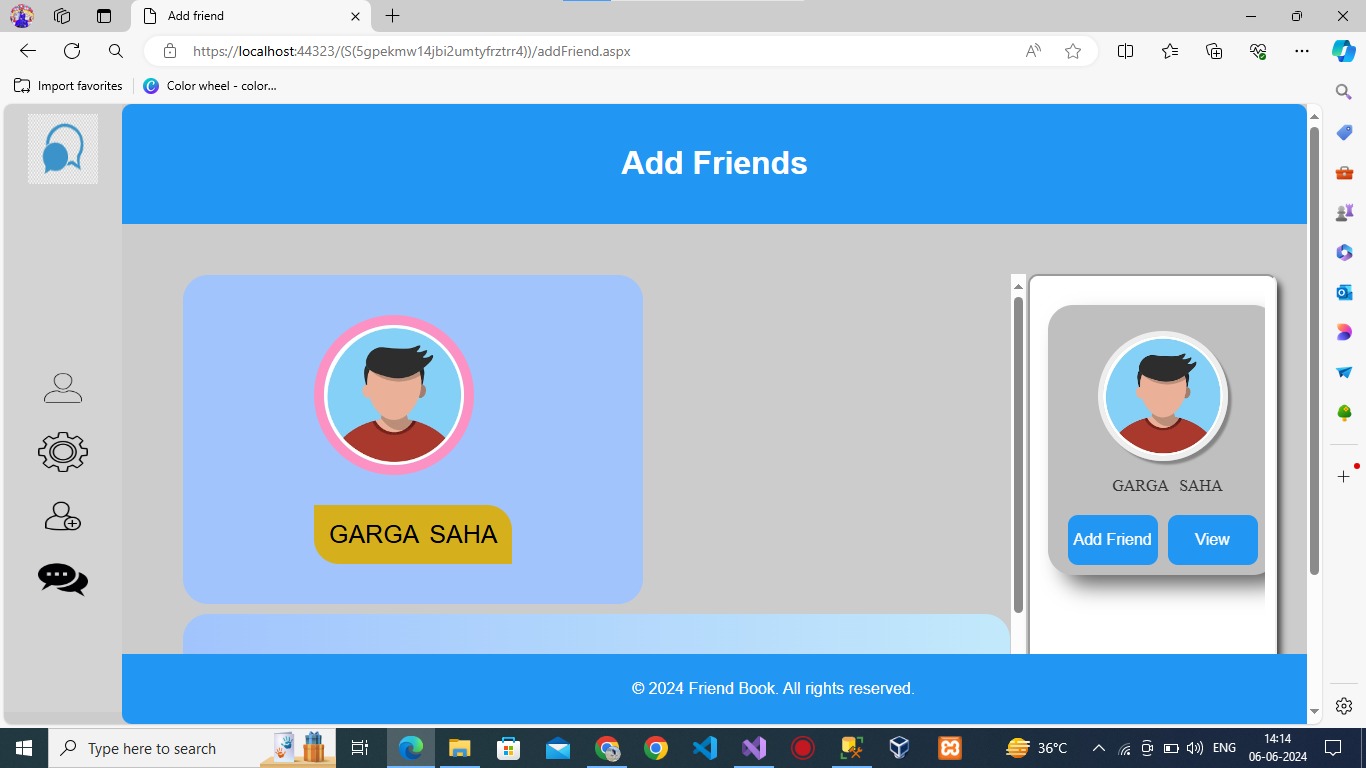 Add friend
https://localhost:44323/(S(5gpekmw14jbi2umtyfrztrr4))/addFriend.aspx
Import favorites
Color wheel - color...
Add Friends
GARGA SAHA
GARGA SAHA
Add Friend
View
© 2024 Friend Book. All rights reserved.
Type here to search
36°C
ENG
14:14
06-06-2024